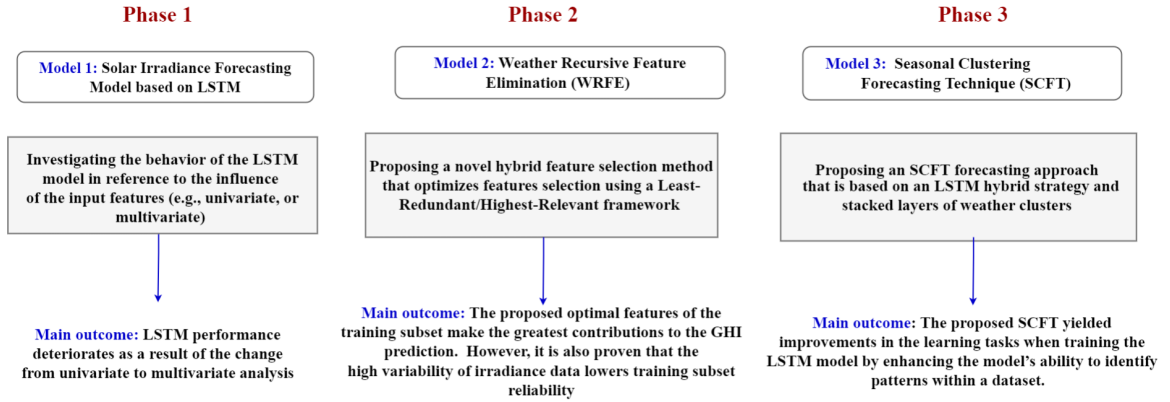 Phase 1
Model 1: Solar Irradiance Forecasting
Model based on LSTM
Investigating the behavior of the LSTM
model in reference to the influence
of the input features (e.g., univariate, or
multivariate)
Main outcome: LSTM performance
deteriorates as a result of the change
from univariate to multivariate analysis
Phase 2
Model 2: Weather Recursive Feature
Elimination (WRFE)
Proposing a novel hybrid feature selection method
that optimizes features selection using a Least-
Redundant/Highest-Relevant framework
Main outcome: The proposed optimal features of the
training subset make the greatest contributions to the GHI
prediction. However, it is also proven that the
high variability of irradiance data lowers training subset
reliability
Phase 3
Model 3: Seasonal Clustering
Forecasting Technique (SCFT)
Proposing an SCFT forecasting approach
that is based on an LSTM hybrid strategy and
stacked layers of weather clusters
Main outcome: The proposed SCFT yielded
improvements in the learning tasks when training the
LSTM model by enhancing the model's ability to identify
patterns within a dataset.